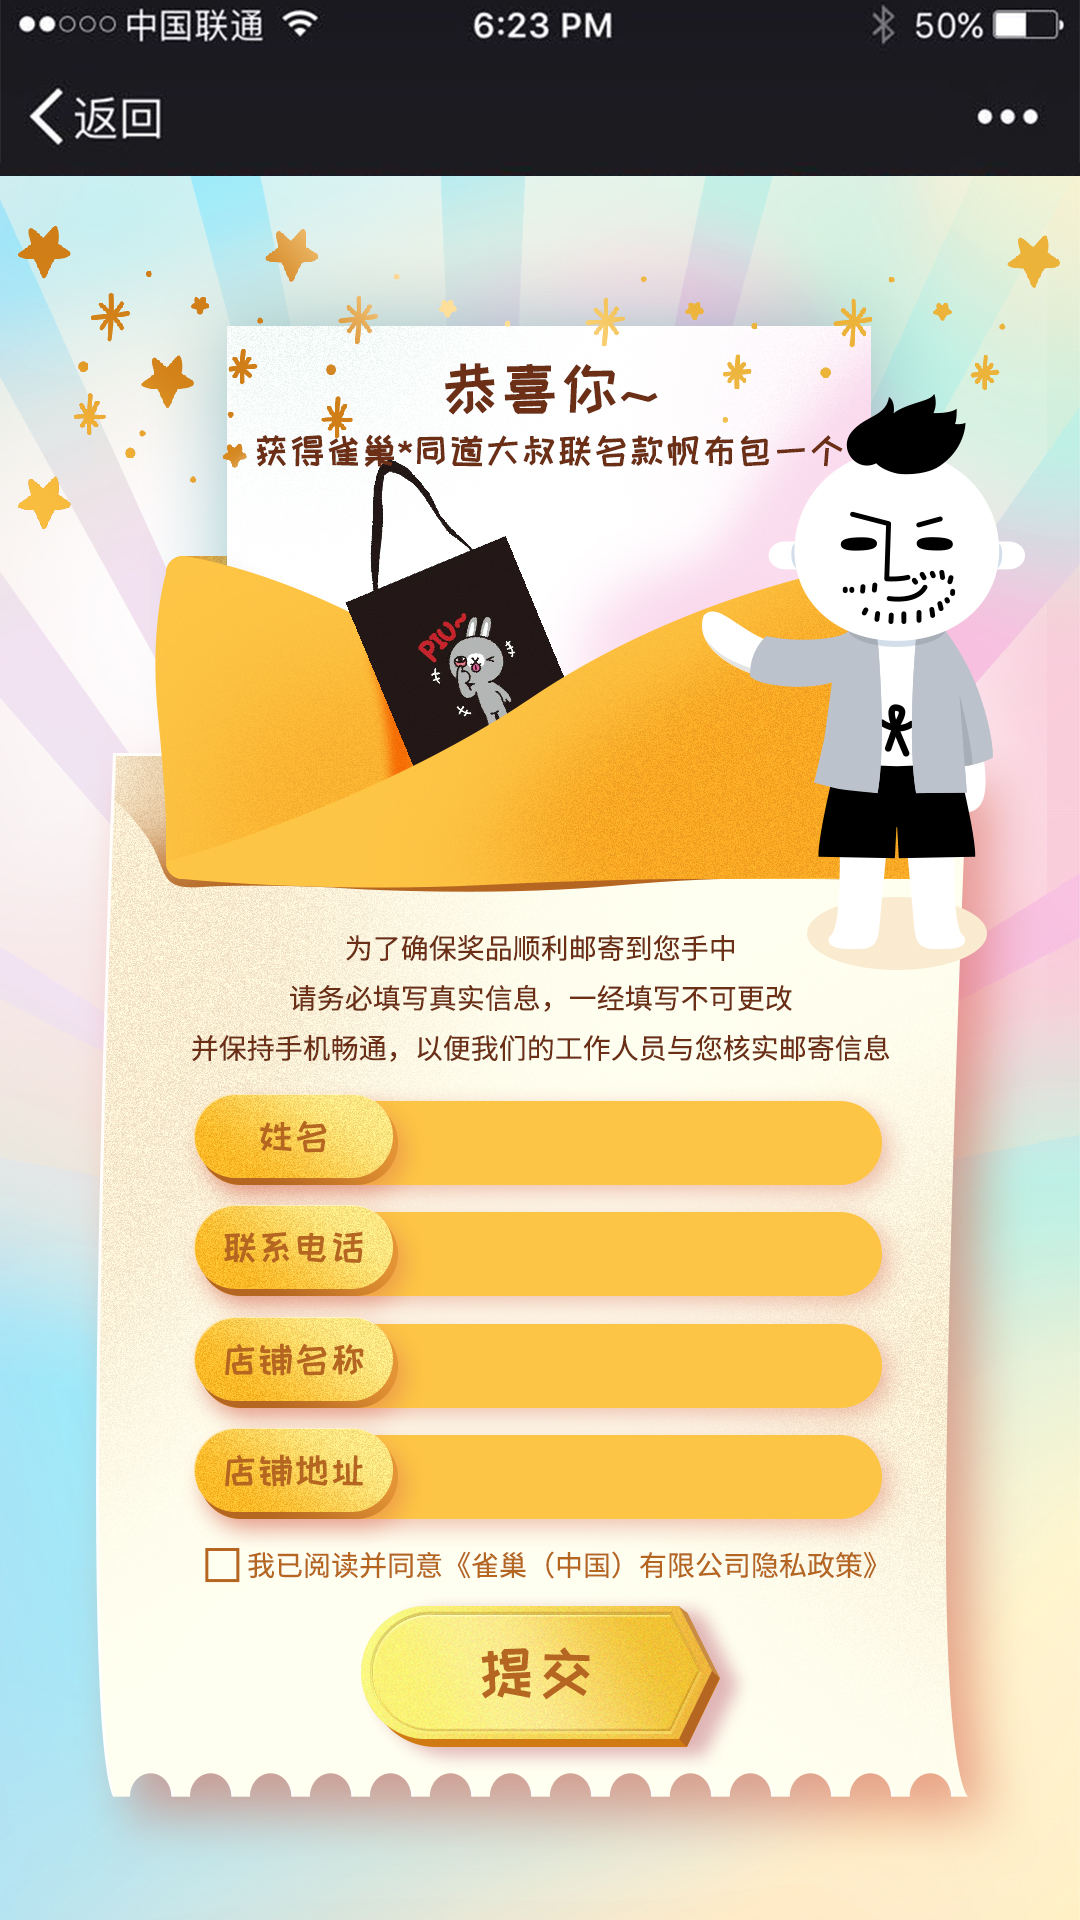 中国联通
6:23 PM
50%
返回
恭喜你~
获得雀巢*同道大叔联名款帆布包一个
PIU~
为了确保奖品顺利邮寄到您手中
请务必填写真实信息，一经填写不可更改
并保持手机畅通，以便我们的工作人员与您核实邮寄信息
姓名
联系电话
店铺名称
店铺地址
我已阅读并同意《雀巢（中国）有限公司隐私政策》
提交